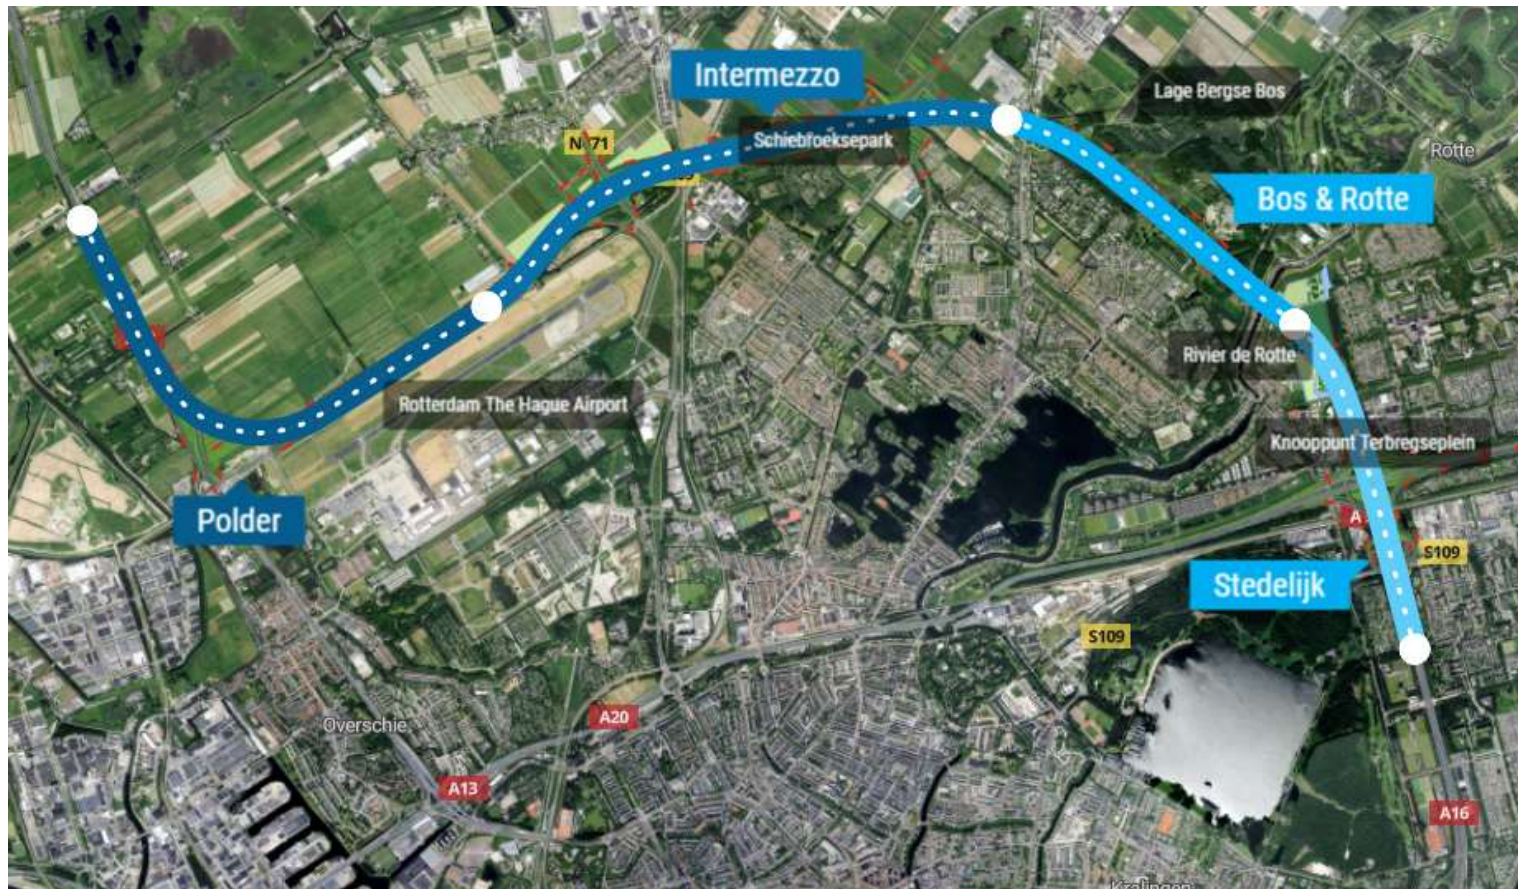 Intermezzo
Lage Bergse Bos
Schiebroeksepark
Rotte
Bos & Rotte
Rivier de Rotte
Rotterdam The Hague Airport
Knooppunt Terbregseplein
Polder
S109
Stedelijk
S109
Overschie
A20
A13
A16